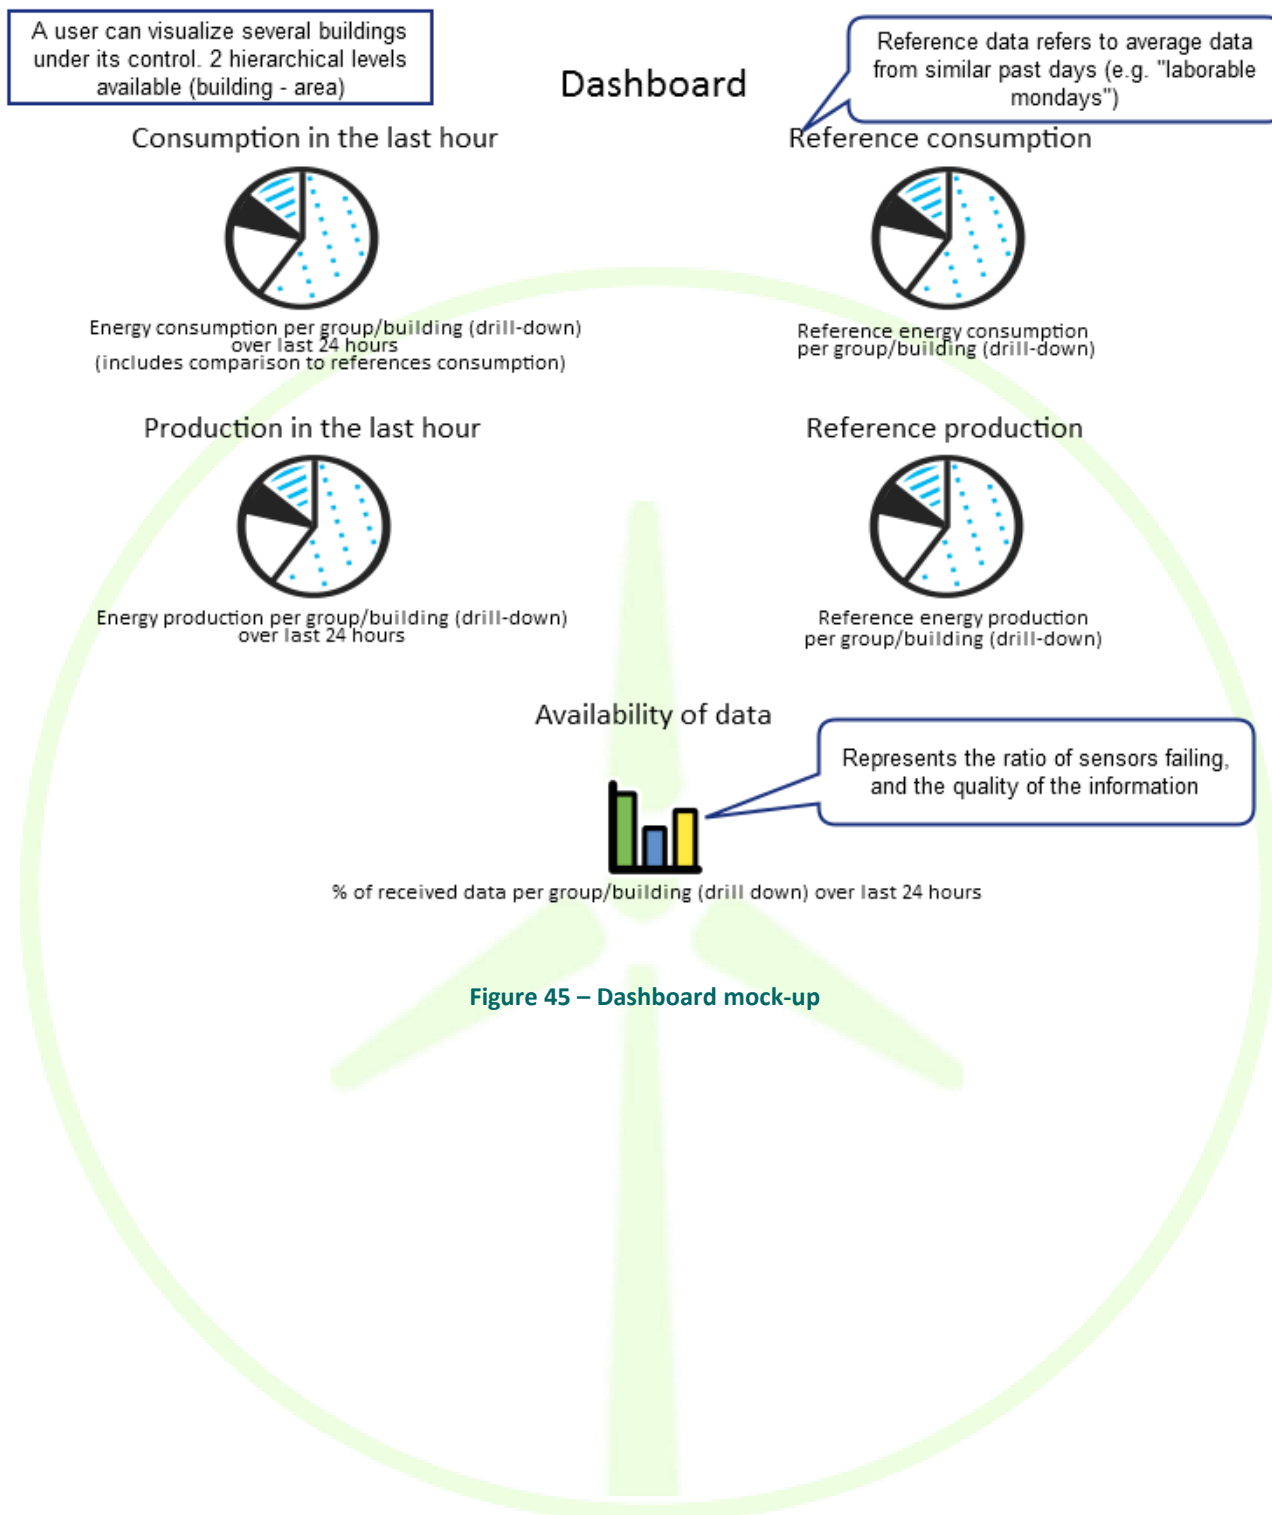 A user can visualize several buildings
under its control. 2 hierarchical levels
available (building - area)
Dashboard
Reference data refers to average data
from similar past days (e.g. "laborable
mondays")
Consumption in the last hour
Reference consumption
Energy consumption per group/building (drill-down)
over last 24 hours
(includes comparison to references consumption)
Reference energy consumption
per group/building (drill-down)
Production in the last hour
Reference production
Energy production per group/building (drill-down)
over last 24 hours
Reference energy production
per group/building (drill-down)
Availability of data
Represents the ratio of sensors failing,
and the quality of the information
% of received data per group/building (drill down) over last 24 hours
Figure 45 – Dashboard mock-up